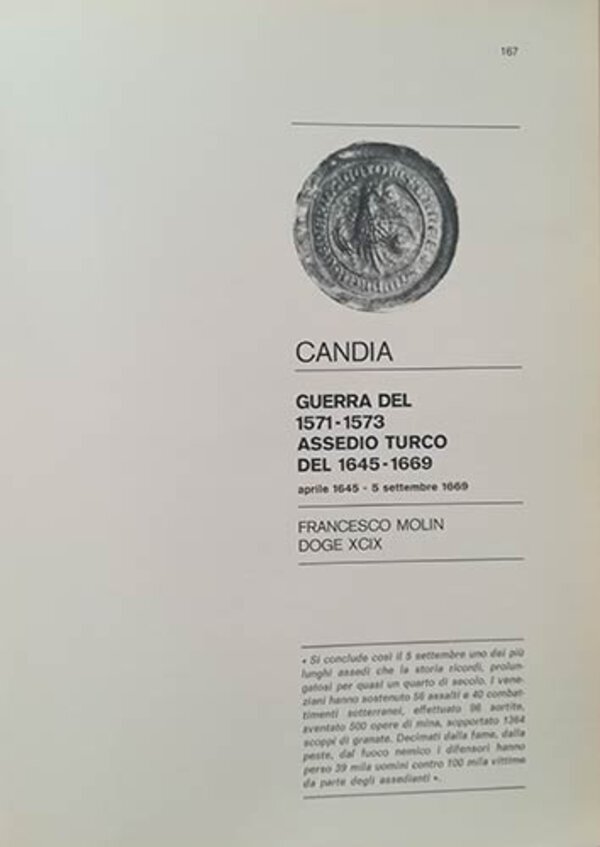 167
CANDIA
GUERRA DEL
1571-1573
ASSEDIO TURCO
DEL 1645-1669
aprile 1645 - 5 settembre 1669
FRANCESCO MOLIN
DOGE XCIX
« Si conclude così il 5 settembre uno dei più
lunghi assedi che la storia ricordi, prolun-
gatosi per quasi un quarto di secolo. I vene-
ziani hanno sostenuto 56 assalti e 40 combat-
timenti sotterranei, effettuato 96 sortite,
sventato 500 opere di mina, sopportato 1364
scoppi di granate. Decimati dalla fame, dalla
peste, dal fuoco nemico i difensori hanno
perso 39 mila uomini contro 100 mila vittime
da parte degli assedianti ».